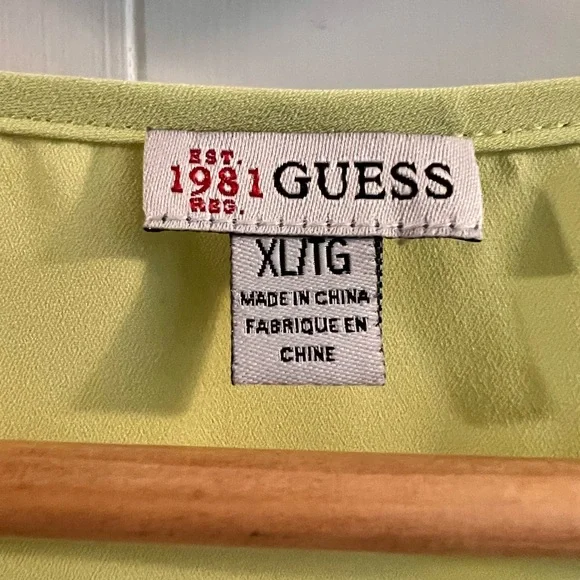 EST.
1981 GUESS
REG.
XL/TG
MADE IN CHINA
FABRIQUE EN
CHINE